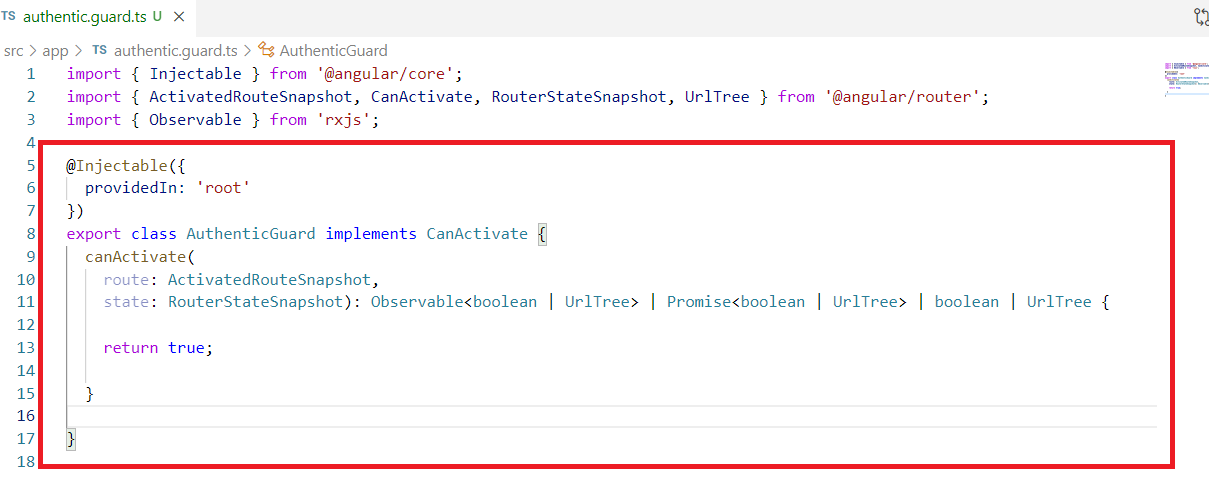 TS authentic.guard.ts U ×
src > app > TS authentic.guard.ts > AuthenticGuard
1 import { Injectable } from '@angular/core';
2 import { ActivatedRouteSnapshot, CanActivate, RouterStateSnapshot, UrlTree } from '@angular/router';
3 import { Observable } from 'rxjs';
4
5 @Injectable({
6 providedIn: 'root'
7 })
8 export class AuthenticGuard implements CanActivate {
9 canActivate(
10 route: ActivatedRouteSnapshot,
11 state: RouterStateSnapshot): Observable<boolean | UrlTree> | Promise<boolean | UrlTree> | boolean | UrlTree {
12
13 return true;
14
15 }
16
17 }
18